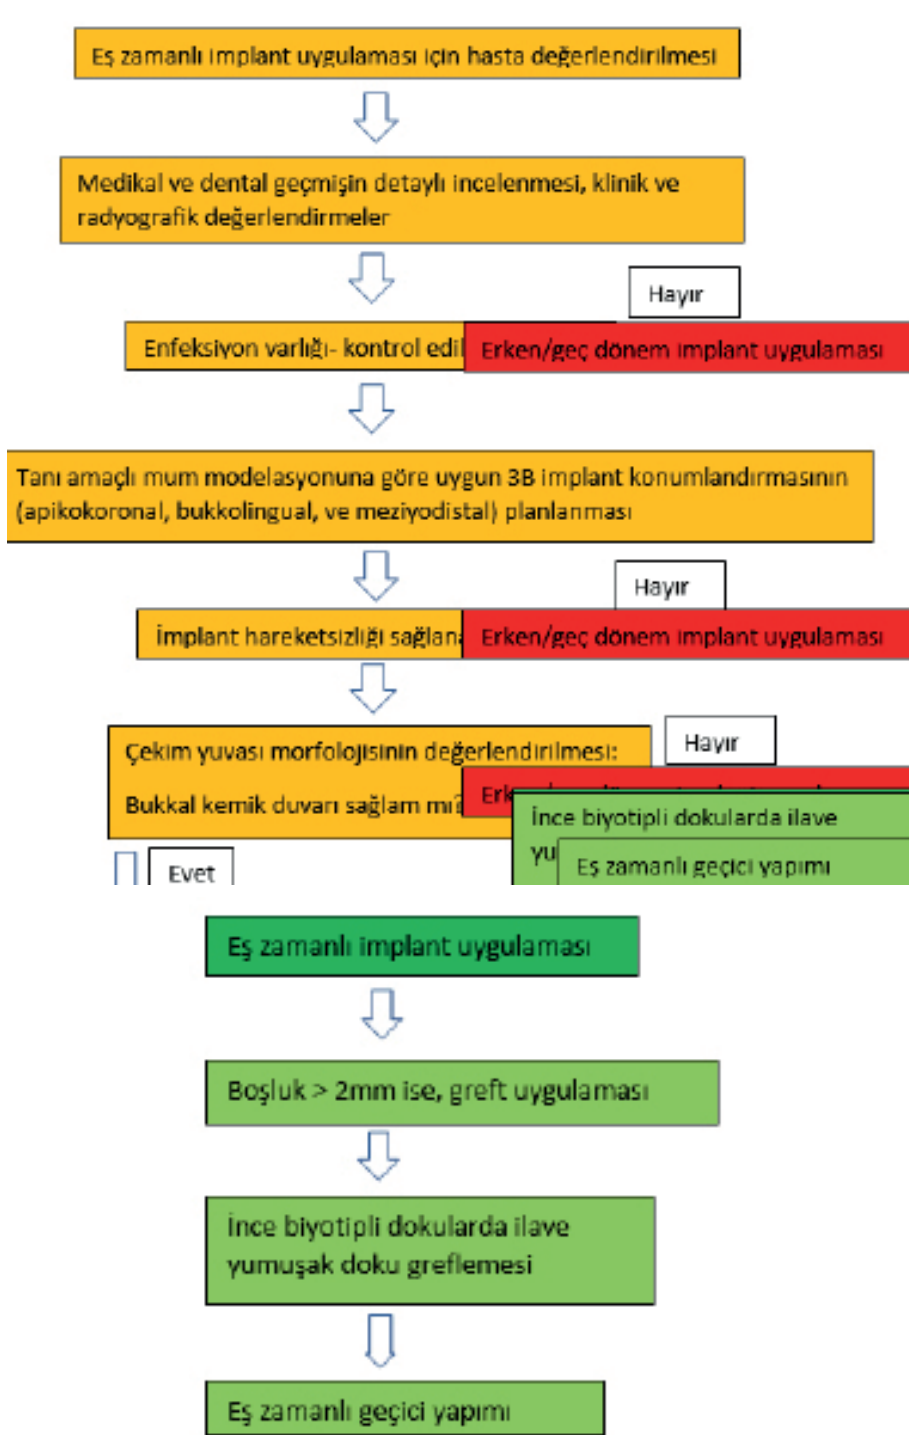 Eş zamanlı implant uygulaması için hasta değerlendirilmesi
Medikal ve dental geçmişin detaylı incelenmesi, klinik ve
radyografik değerlendirmeler
Hayır
Enfeksiyon varlığı- kontrol edil
Erken/geç dönem implant uygulaması
Tanı amaçlı mum modelasyonuna göre uygun 3B implant konumlandırmasının
(apikokoronal, bukkolingual, ve meziyodistal) planlanması
Hayır
İmplant hareketsizliği sağlana
Erken/geç dönem implant uygulaması
Çekim yuvası morfolojisinin değerlendirilmesi:
Hayır
Bukkal kemik duvarı sağlam mı?
Erk
İnce biyotipli dokularda ilave
yu
Eş zamanlı geçici yapımı
Evet
Eş zamanlı implant uygulaması
Boşluk > 2mm ise, greft uygulaması
İnce biyotipli dokularda ilave
yumuşak doku greflemesi
Eş zamanlı geçici yapımı